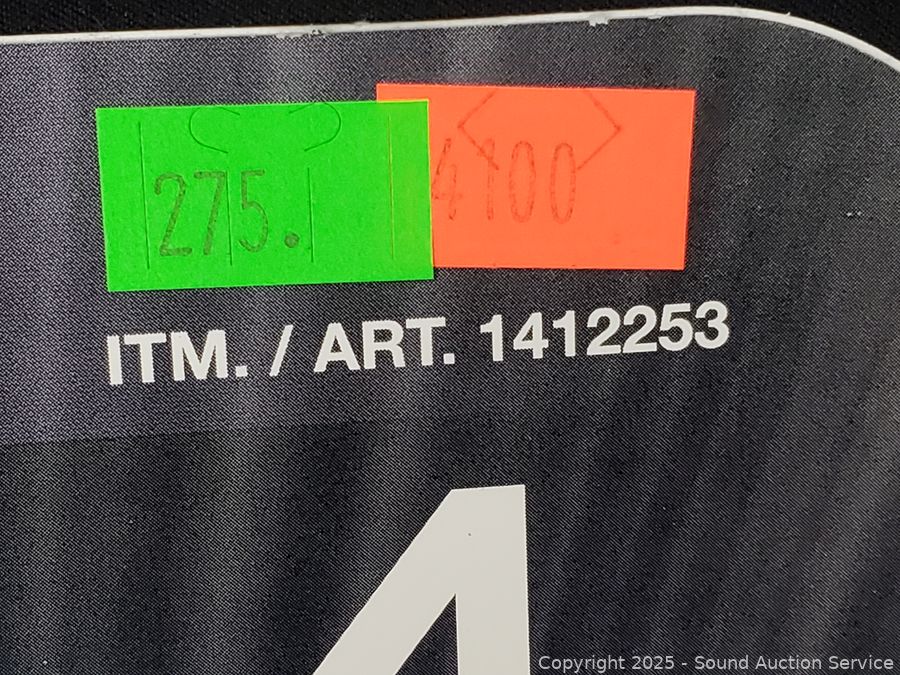 275.
4100
ITM. / ART. 1412253
4
Copyright 2025 - Sound Auction Service